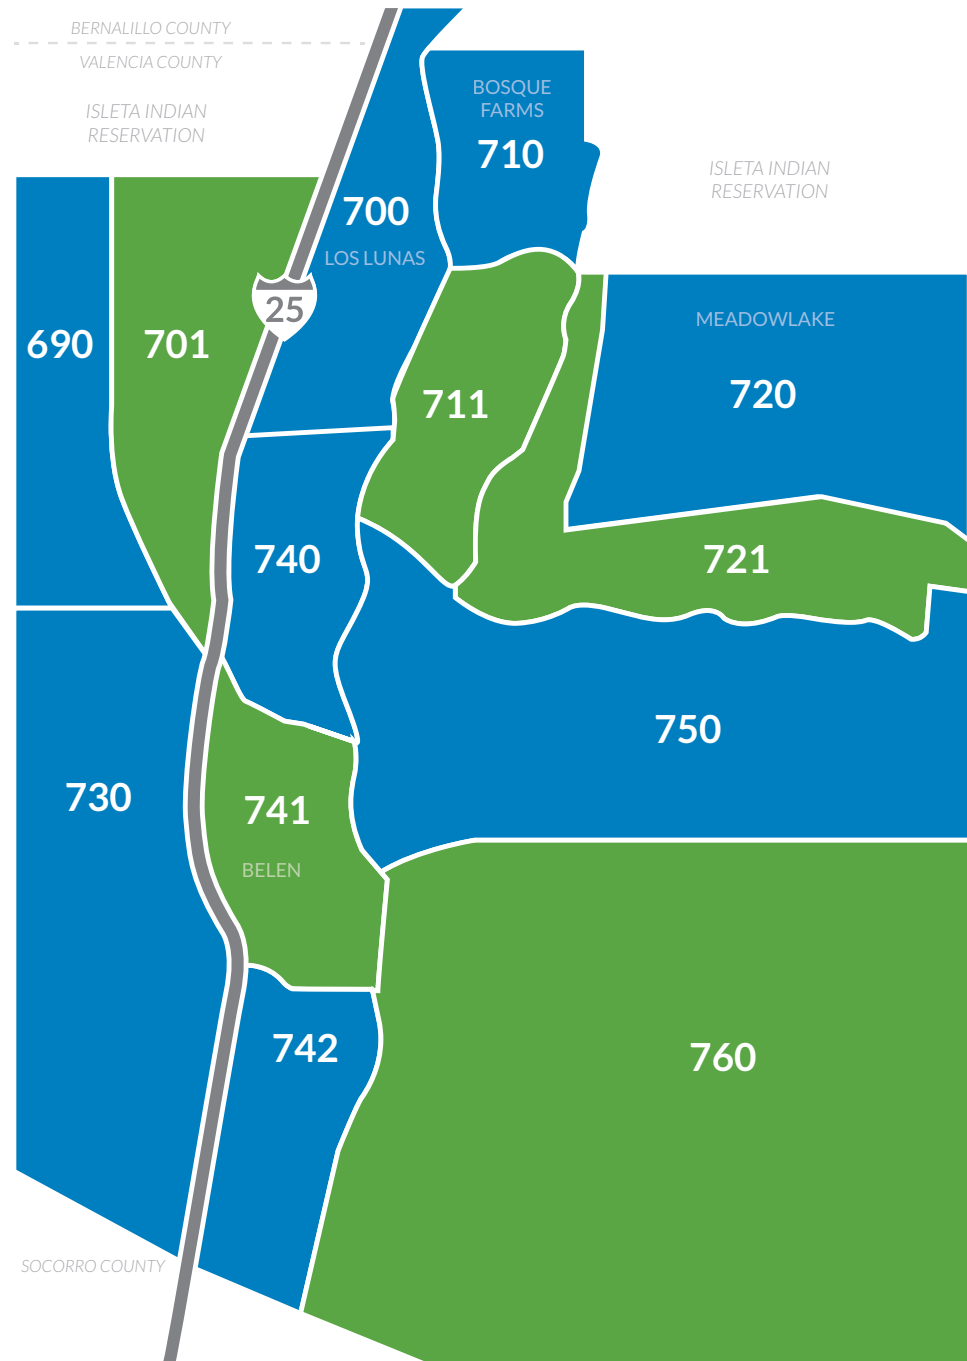 BERNALILLO COUNTY
VALENCIA COUNTY
ISLETA INDIAN
RESERVATION
BOSQUE
FARMS
710
ISLETA INDIAN
RESERVATION
700
LOS LUNAS
25
MEADOWLAKE
690
701
720
711
740
721
750
730
741
BELEN
742
760
SOCORRO COUNTY